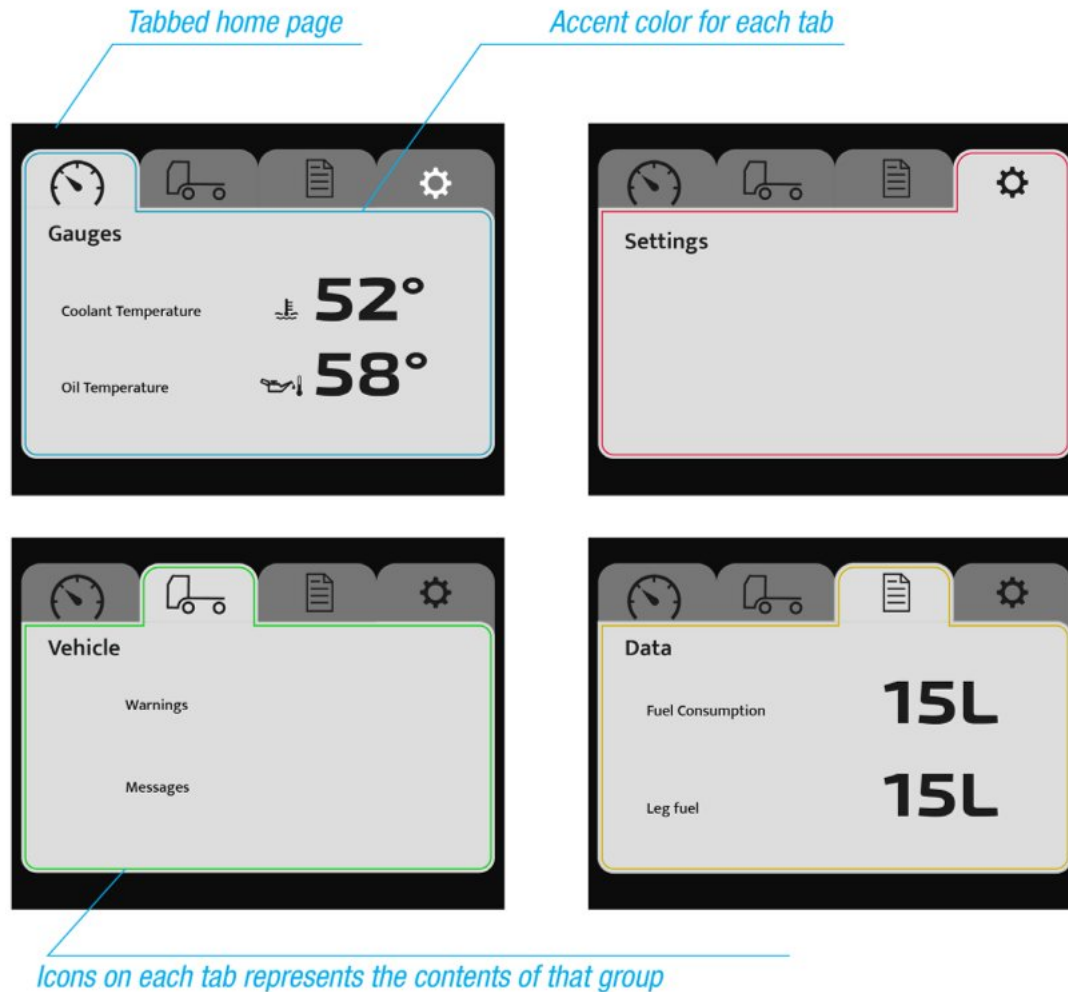 Tabbed home page
Accent color for each tab
Gauges
Coolant Temperature 52°
Oil Temperature 58°
Settings
Vehicle
Warnings
Messages
Data
Fuel Consumption 15L
Leg fuel 15L
Icons on each tab represents the contents of that group